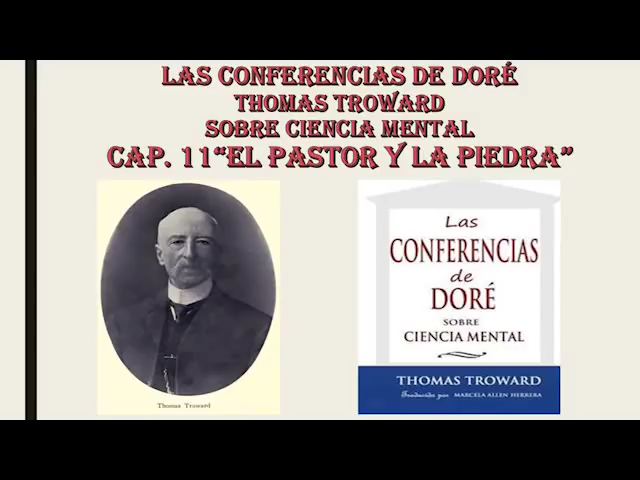 LAS CONFERENCIAS DE DORÉ
THOMAS TROWARD
SOBRE CIENCIA MENTAL
CAP. 11“EL PASTOR Y LA PIEDRA”
Thomas Troward
Las
CONFERENCIAS
de
DORÉ
SOBRE
CIENCIA MENTAL
THOMAS TROWARD
Traducido por MARCELA ALLEN HERRERA